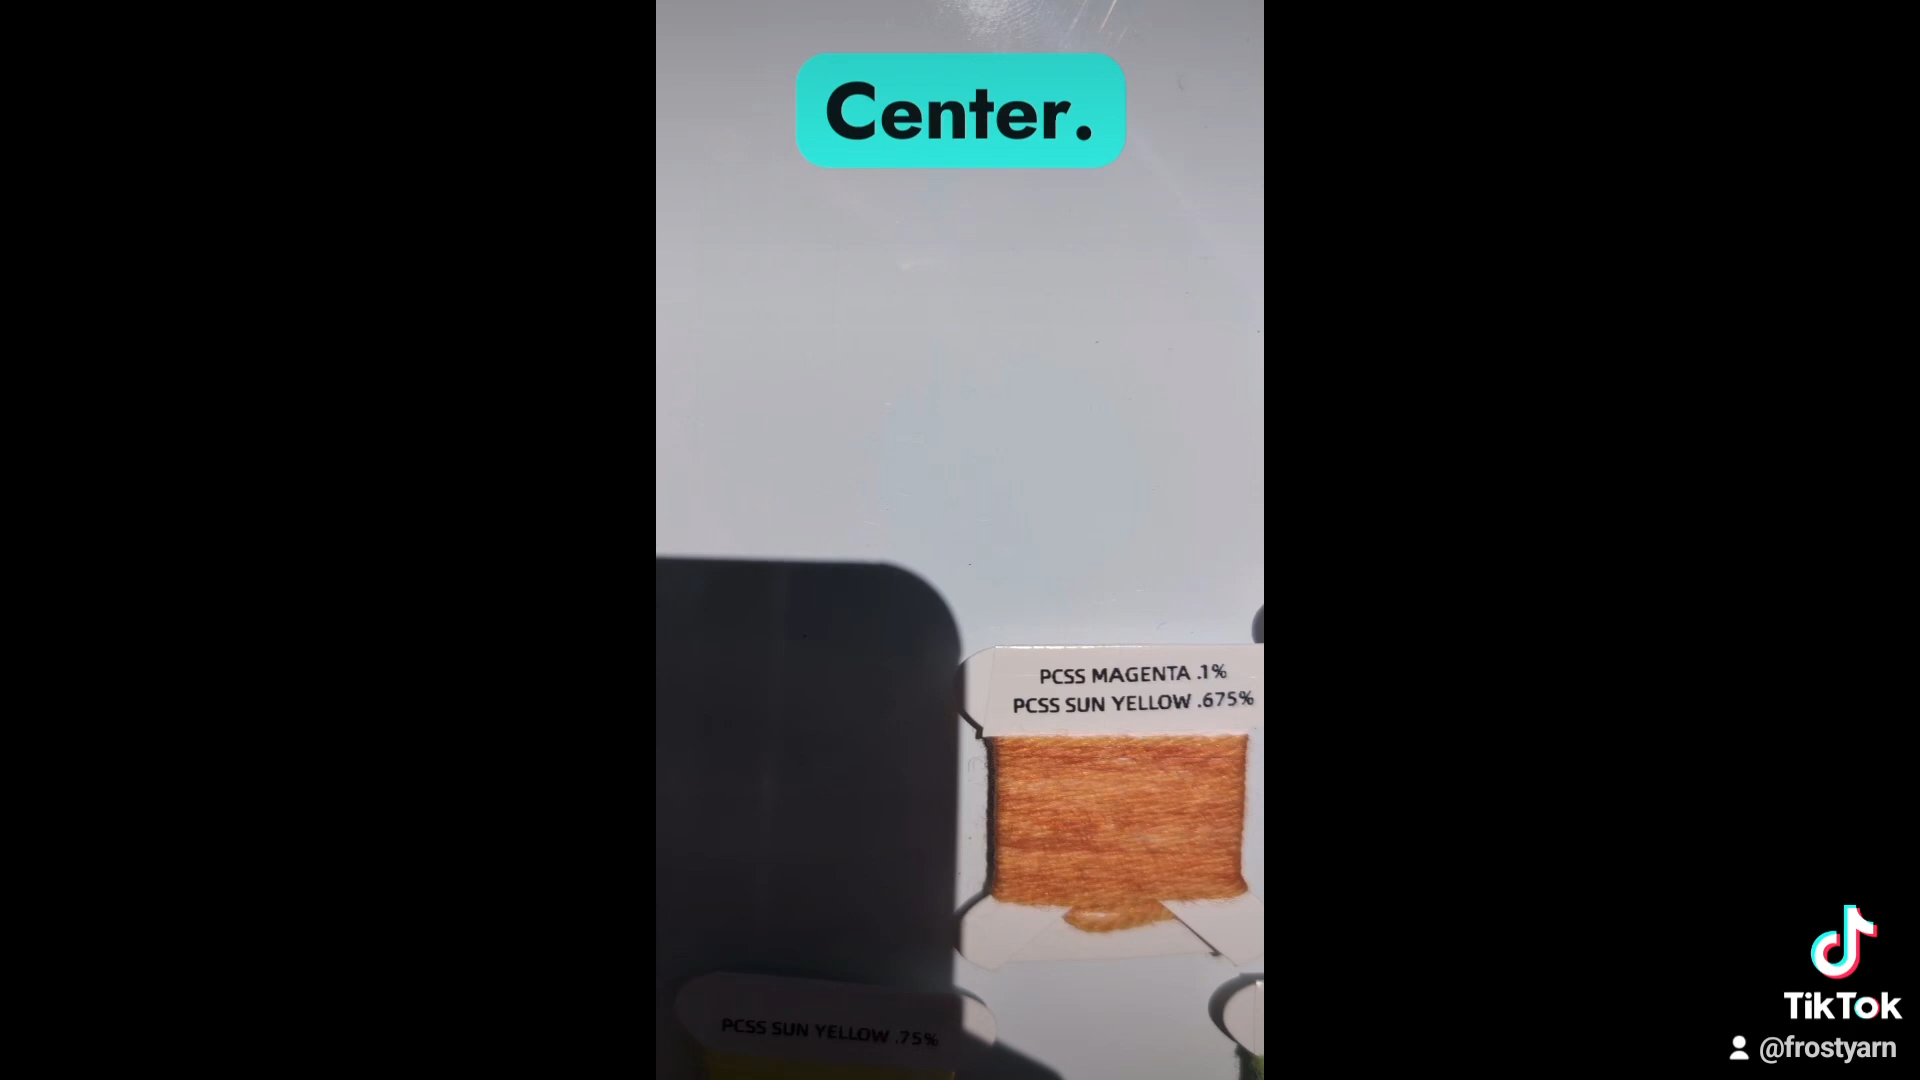 Center.
PCSS MAGENTA .1%
PCSS SUN YELLOW .675%
PCSS SUN YELLOW .75%
TikTok
@frostyarn